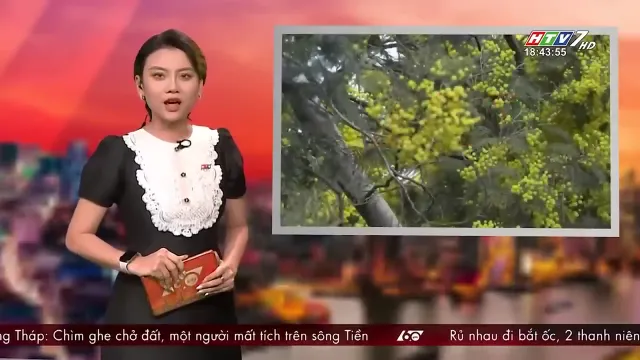 HTV7 HD
18:43:55
ng Tháp: Chìm ghe chở đất, một người mất tích trên sông Tiền 60 Rủ nhau đi bắt ốc, 2 thanh niên